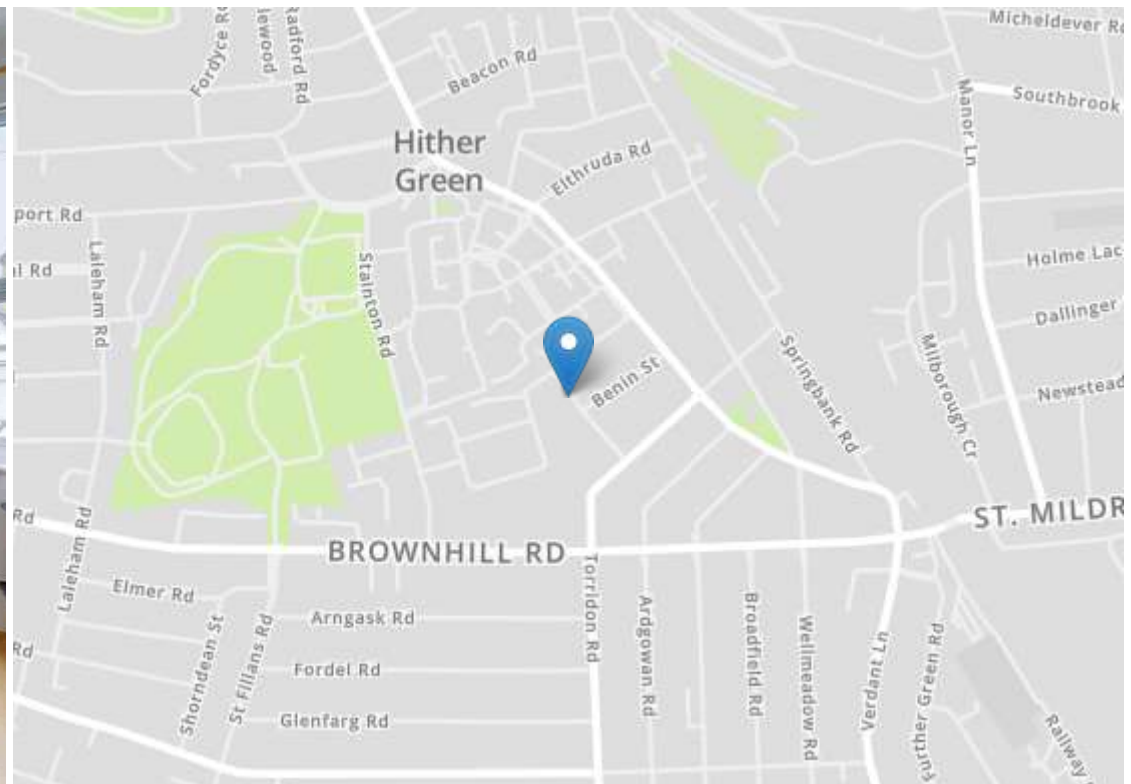 Micheldever Rd
Fordyce Rd
lewood
Radford Rd
Beacon Rd
Southbrook
Manor Ln
Hither
Green
Elthruda Rd
port Rd
Laleham Rd
Stainton Rd
Holme Lac
Dallinger
Milborough Cr
Springbank Rd
Benin St
Newstead
Rd
ST. MILDR
BROWNHILL RD
Laleham Rd
Elmer Rd
Torridon Rd
Arngask Rd
Shorndean St
St Fillans Rd
Ardgowan Rd
Broadfield Rd
Wellmeadow Rd
Verdant Ln
Further Green Rd
Rd
Fordel Rd
Glenfarg Rd
Railway